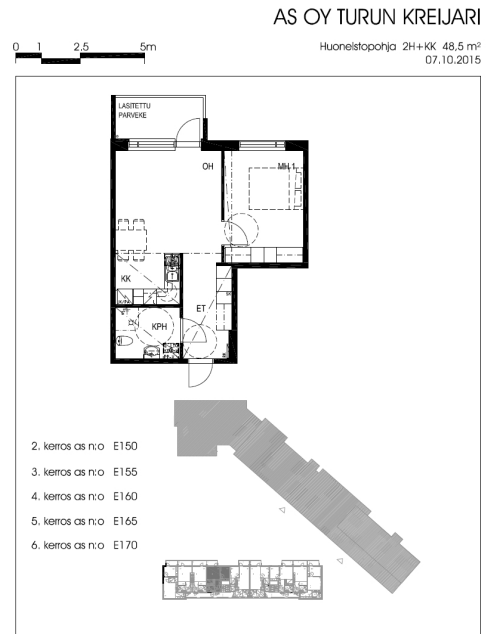 AS OY TURUN KREIJARI
0 1 2.5 5m
Huoneistopohja 2H+KK 48,5 m²
07.10.2015
LASITETTU
PARVEKE
OH
MH 1
KK
ET
KPH
2. kerros as n:o E150
3. kerros as n:o E155
4. kerros as n:o E160
5. kerros as n:o E165
6. kerros as n:o E170